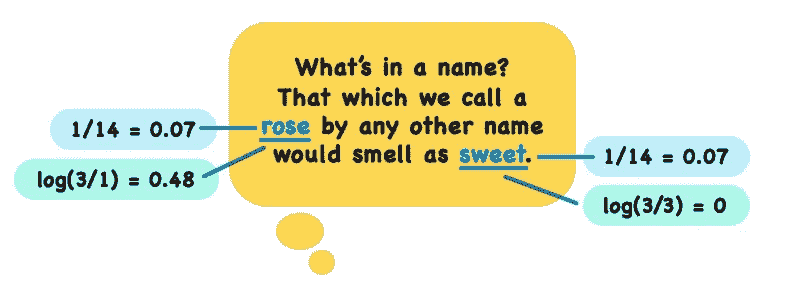 What's in a name?
That which we call a
rose by any other name
would smell as sweet.
1/14 = 0.07
log(3/1) = 0.48
1/14 = 0.07
log(3/3) = 0